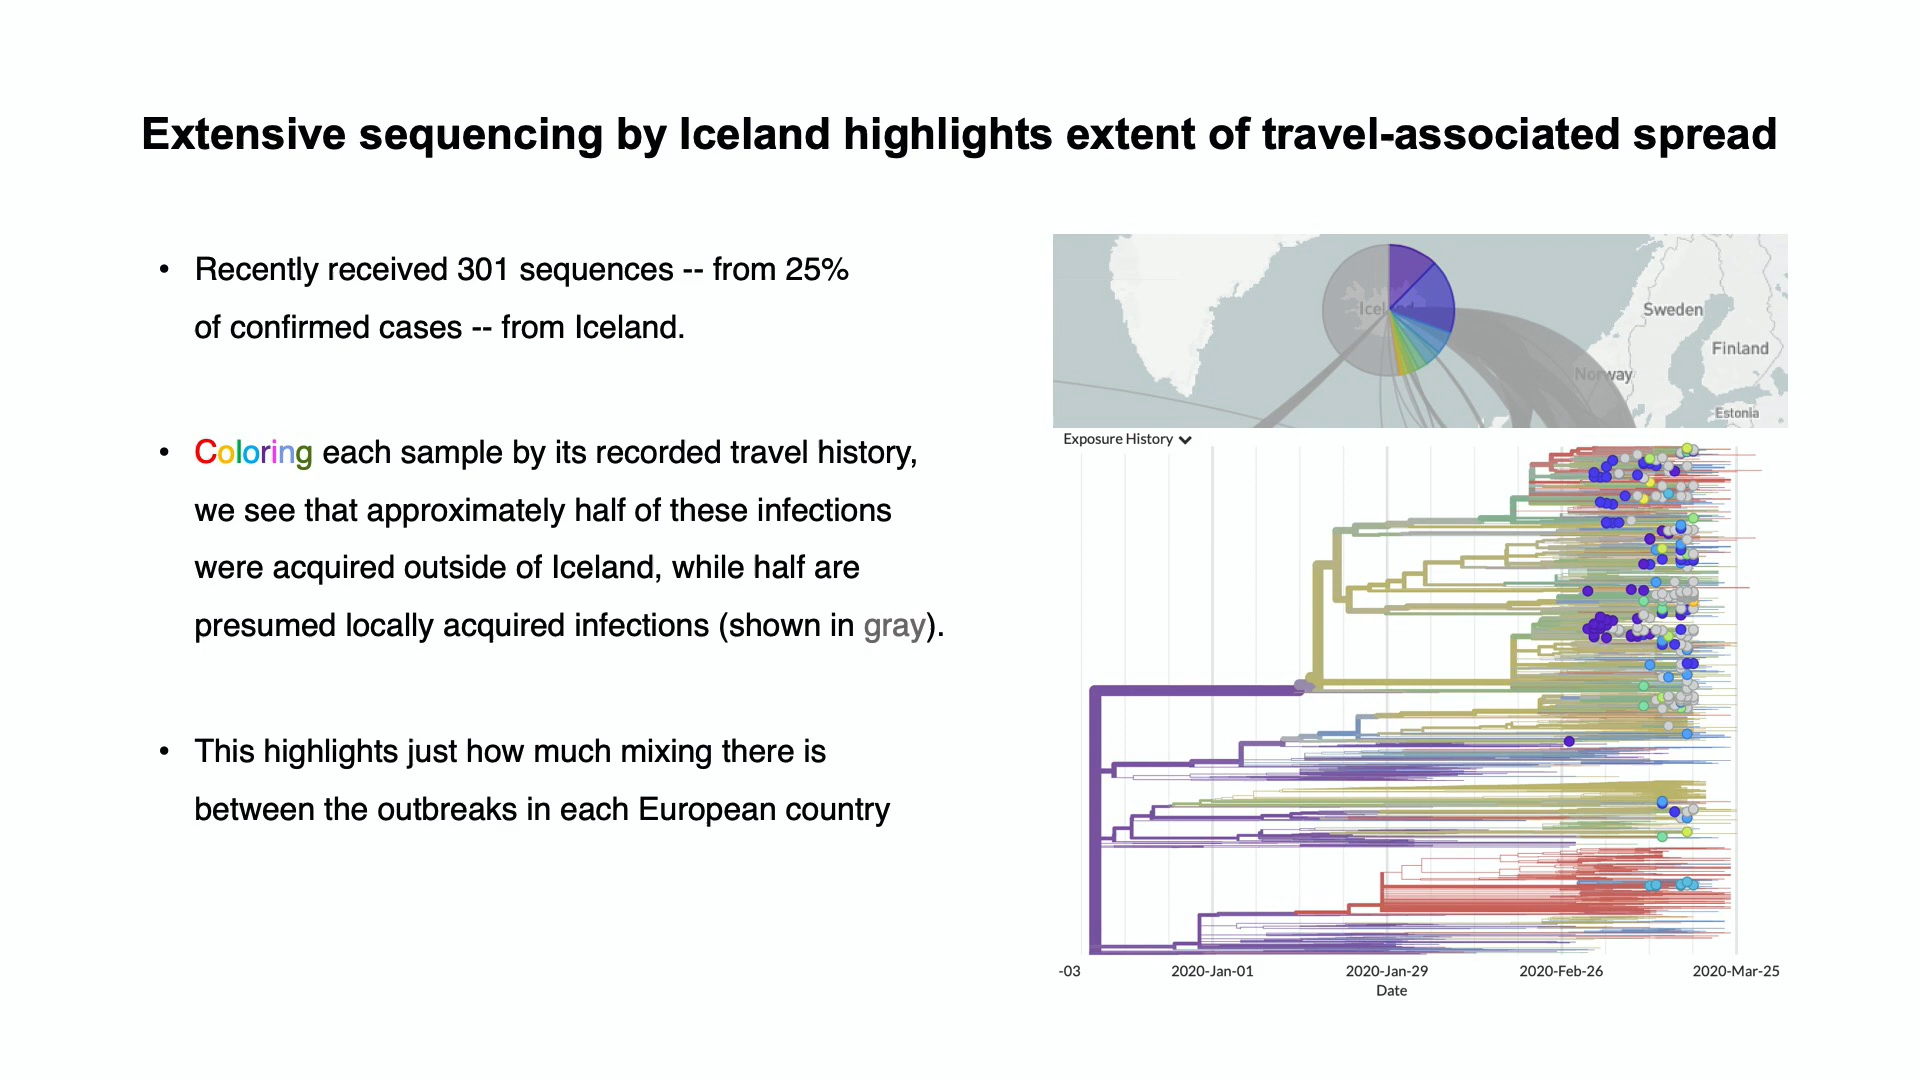 Extensive sequencing by Iceland highlights extent of travel-associated spread
• Recently received 301 sequences -- from 25%
of confirmed cases -- from Iceland.
• Coloring each sample by its recorded travel history,
we see that approximately half of these infections
were acquired outside of Iceland, while half are
presumed locally acquired infections (shown in gray).
• This highlights just how much mixing there is
between the outbreaks in each European country
Iceland
Sweden
Finland
Norway
Estonia
Exposure History
-03 2020-Jan-01 2020-Jan-29 2020-Feb-26 2020-Mar-25
Date